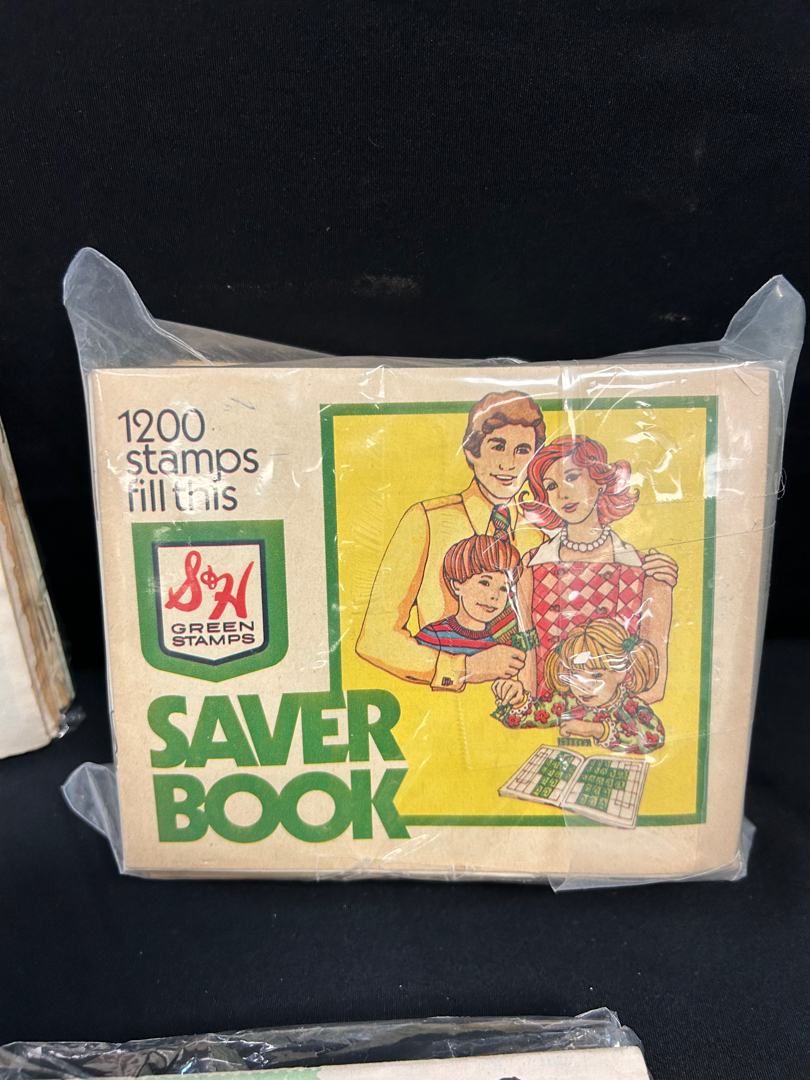 1200
stamps
fill this
S&H
GREEN
STAMPS
SAVER
BOOK